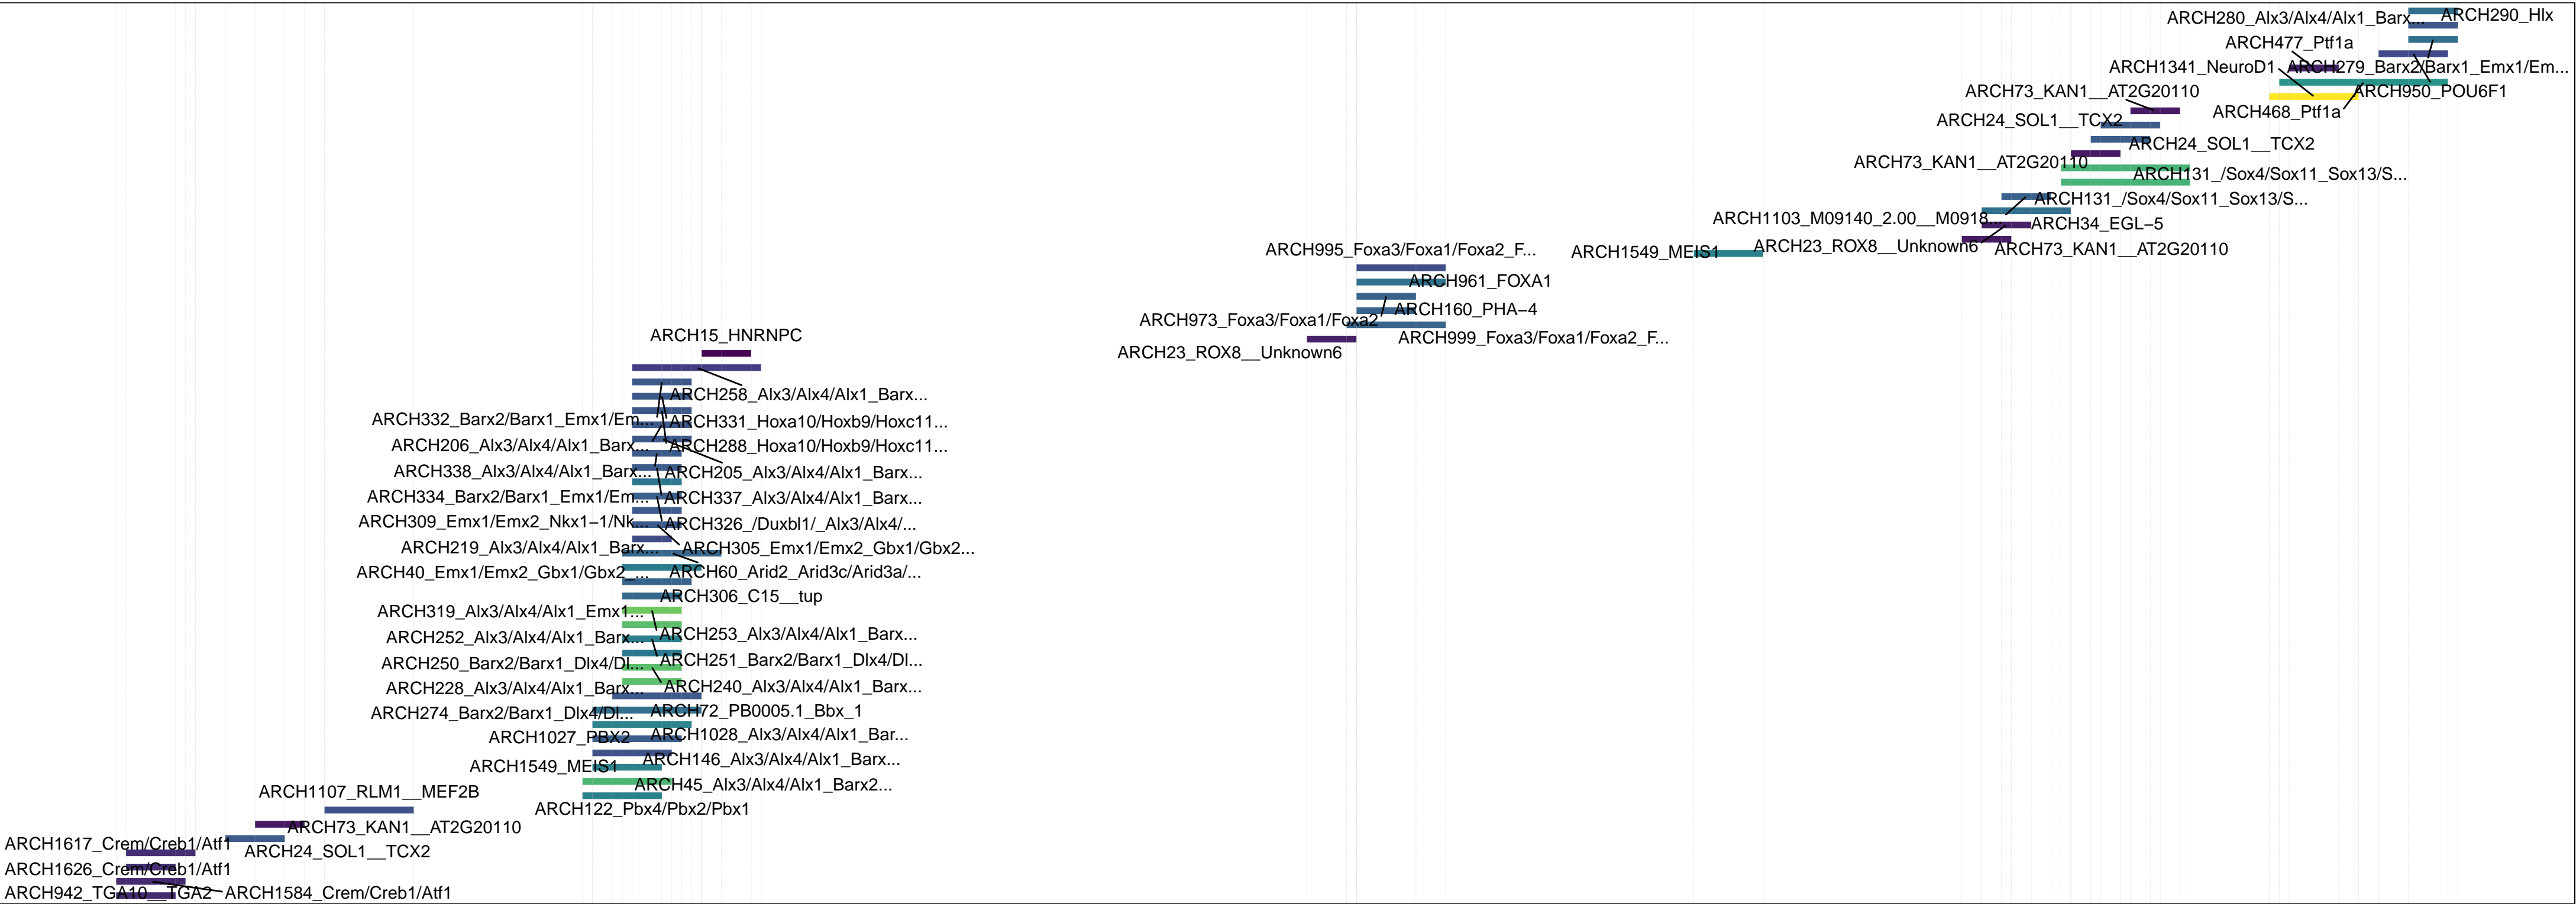 ARCH280_Alx3/Alx4/Alx1_Barx...
ARCH290_Hlx
ARCH477_Ptf1a
ARCH1341_NeuroD1
ARCH279_Barx2/Barx1_Emx1/Em...
ARCH73_KAN1__AT2G20110
ARCH950_POU6F1
ARCH468_Ptf1a
ARCH24_SOL1__TCX2
ARCH24_SOL1__TCX2
ARCH73_KAN1__AT2G20110
ARCH131_/Sox4/Sox11_Sox13/S...
ARCH131_/Sox4/Sox11_Sox13/S...
ARCH1103_M09140_2.00__M0918...
ARCH34_EGL−5
ARCH23_ROX8__Unknown6
ARCH73_KAN1__AT2G20110
ARCH1549_MEIS1
ARCH995_Foxa3/Foxa1/Foxa2_F...
ARCH961_FOXA1
ARCH160_PHA−4
ARCH973_Foxa3/Foxa1/Foxa2
ARCH999_Foxa3/Foxa1/Foxa2_F...
ARCH23_ROX8__Unknown6
ARCH15_HNRNPC
ARCH258_Alx3/Alx4/Alx1_Barx...
ARCH332_Barx2/Barx1_Emx1/Em...
ARCH331_Hoxa10/Hoxb9/Hoxc11...
ARCH206_Alx3/Alx4/Alx1_Barx...
ARCH288_Hoxa10/Hoxb9/Hoxc11...
ARCH338_Alx3/Alx4/Alx1_Barx...
ARCH205_Alx3/Alx4/Alx1_Barx...
ARCH334_Barx2/Barx1_Emx1/Em...
ARCH337_Alx3/Alx4/Alx1_Barx...
ARCH309_Emx1/Emx2_Nkx1−1/Nk...
ARCH326_/Duxbl1/_Alx3/Alx4/...
ARCH219_Alx3/Alx4/Alx1_Barx...
ARCH305_Emx1/Emx2_Gbx1/Gbx2...
ARCH40_Emx1/Emx2_Gbx1/Gbx2_...
ARCH60_Arid2_Arid3c/Arid3a/...
ARCH306_C15__tup
ARCH319_Alx3/Alx4/Alx1_Emx1...
ARCH253_Alx3/Alx4/Alx1_Barx...
ARCH252_Alx3/Alx4/Alx1_Barx...
ARCH251_Barx2/Barx1_Dlx4/Dl...
ARCH250_Barx2/Barx1_Dlx4/Dl...
ARCH240_Alx3/Alx4/Alx1_Barx...
ARCH228_Alx3/Alx4/Alx1_Barx...
ARCH72_PB0005.1_Bbx_1
ARCH274_Barx2/Barx1_Dlx4/Dl...
ARCH1028_Alx3/Alx4/Alx1_Bar...
ARCH1027_PBX2
ARCH146_Alx3/Alx4/Alx1_Barx...
ARCH1549_MEIS1
ARCH45_Alx3/Alx4/Alx1_Barx2...
ARCH122_Pbx4/Pbx2/Pbx1
ARCH1107_RLM1__MEF2B
ARCH73_KAN1__AT2G20110
ARCH1617_Crem/Creb1/Atf1
ARCH24_SOL1__TCX2
ARCH1626_Crem/Creb1/Atf1
ARCH942_TGA10__TGA2
ARCH1584_Crem/Creb1/Atf1